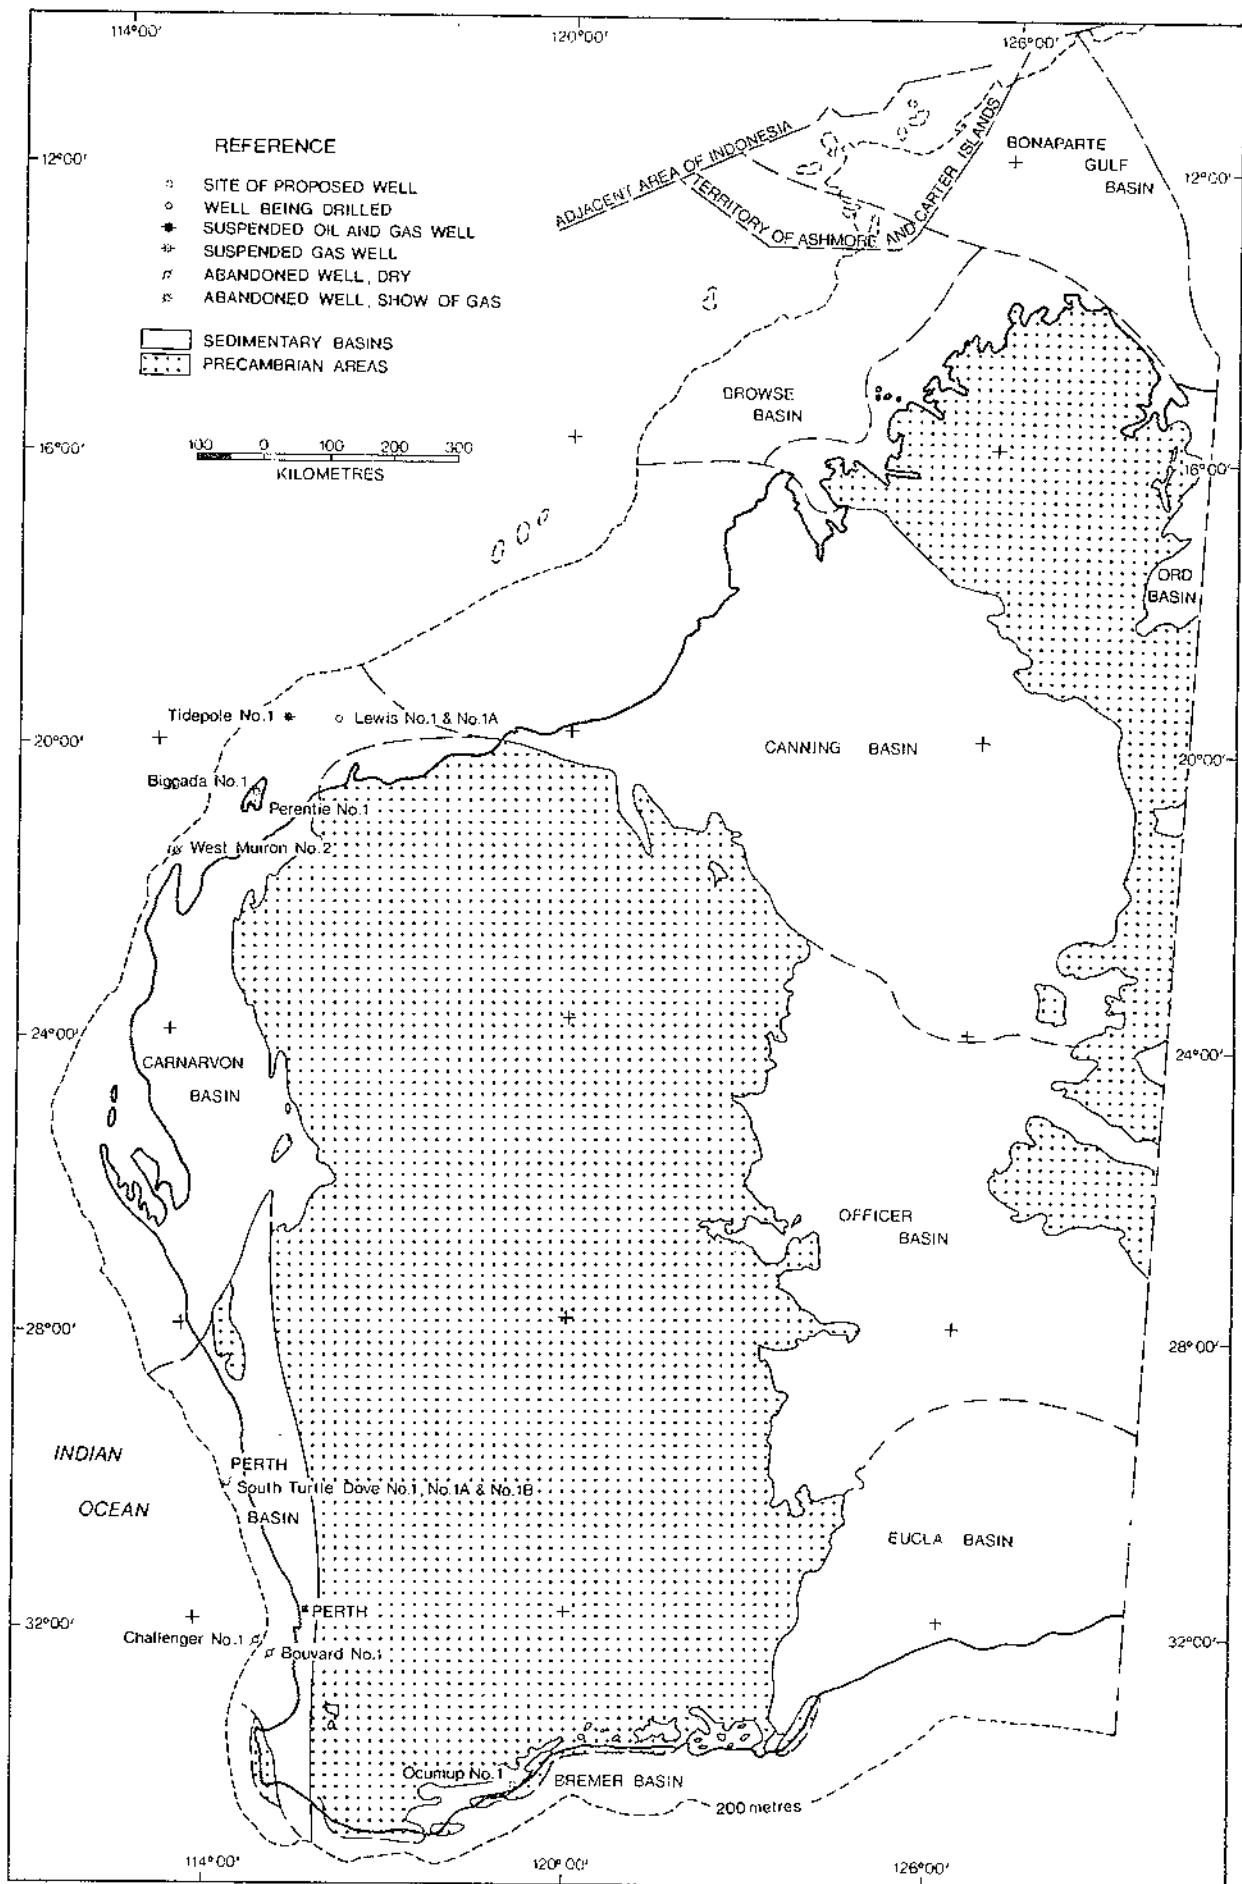 114°00'
120°00'
126°00'
REFERENCE
SITE OF PROPOSED WELL
WELL BEING DRILLED
SUSPENDED OIL AND GAS WELL
SUSPENDED GAS WELL
ABANDONED WELL, DRY
ABANDONED WELL, SHOW OF GAS
SEDIMENTARY BASINS
PRECAMBRIAN AREAS
12°00'
12°00'
ADJACENT AREA OF INDONESIA
TERRITORY OF ASHMORE AND CARTER ISLANDS
BONAPARTE
GULF
BASIN
BROWSE
BASIN
16°00'
16°00'
100 0 100 200 300
KILOMETRES
ORD
BASIN
Tidepole No.1
Lewis No.1 & No.1A
20°00'
20°00'
CANNING BASIN
Biggada No.1
Perentie No.1
West Muiron No.2
24°00'
24°00'
CARNARVON
BASIN
OFFICER
BASIN
28°00'
28°00'
INDIAN
OCEAN
PERTH
South Turtle Dove No.1, No.1A & No.1B
BASIN
EUCLA BASIN
PERTH
32°00'
32°00'
Challenger No.1
Bouvard No.1
Ocumup No.1
BREMER BASIN
200 metres
114°00'
120°00'
126°00'